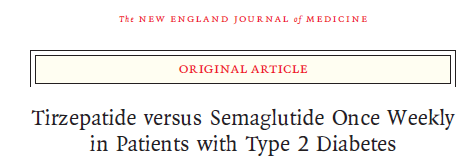 The NEW ENGLAND JOURNAL of MEDICINE
ORIGINAL ARTICLE
Tirzepatide versus Semaglutide Once Weekly
in Patients with Type 2 Diabetes